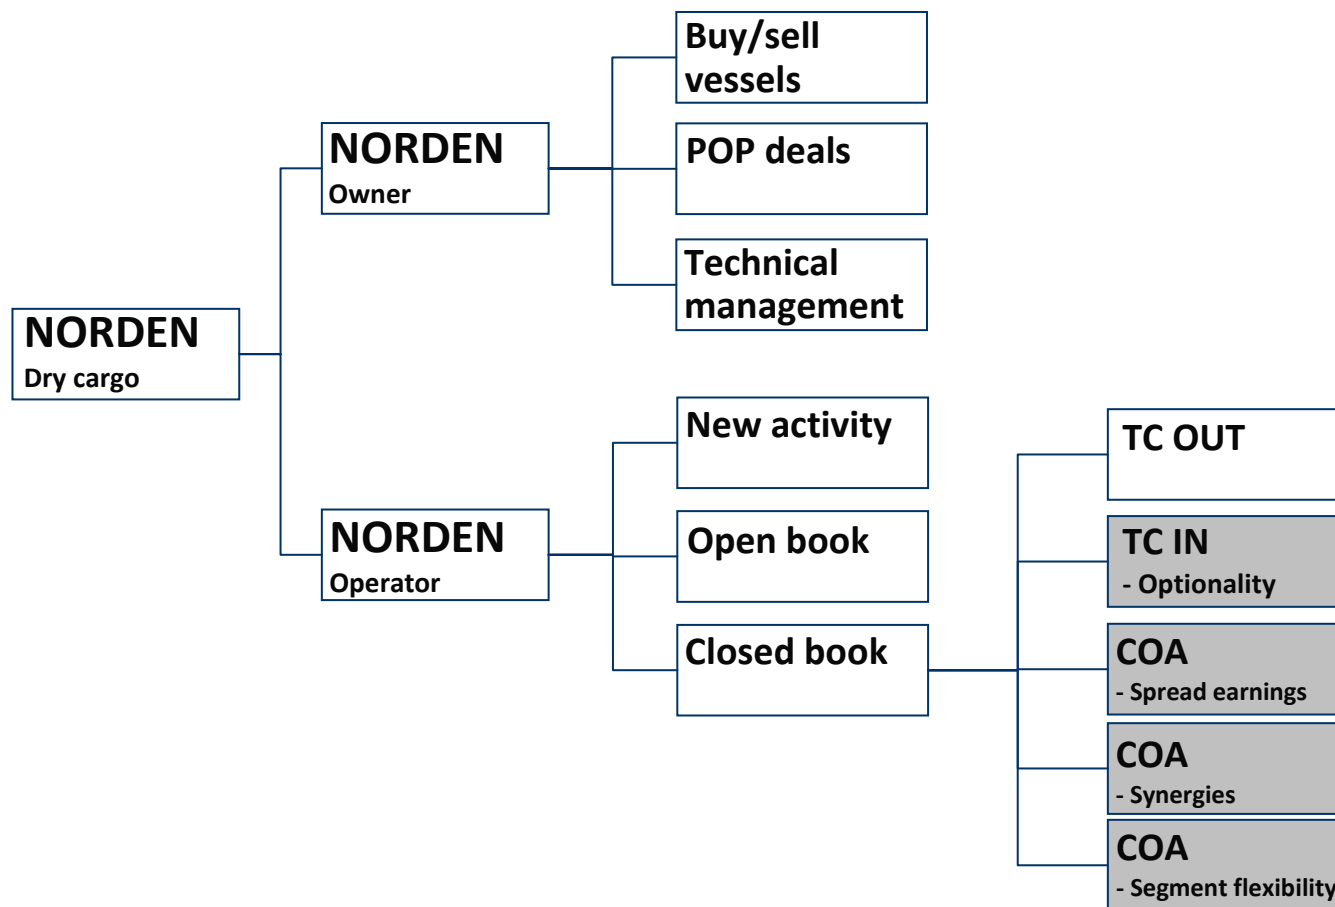 Buy/sell
vessels
NORDEN
Owner
POP deals
Technical
management
NORDEN
Dry cargo
New activity
NORDEN
Operator
Open book
Closed book
TC OUT
TC IN
- Optionality
COA
- Spread earnings
COA
- Synergies
COA
- Segment flexibility